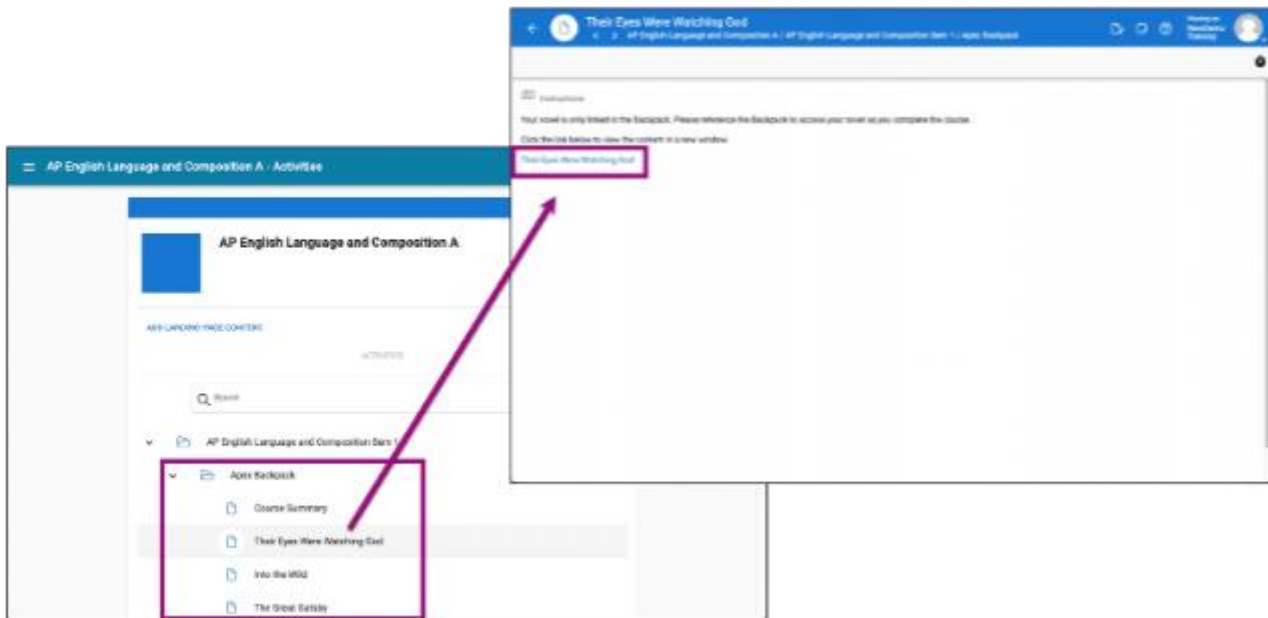 AP English Language and Composition A - Activities
AP English Language and Composition A
ADD LANDING PAGE CONTENT
ACTIVITIES
Search
AP English Language and Composition Sem 1
Apex Backpack
Course Summary
Their Eyes Were Watching God
Into the Wild
The Great Gatsby
Their Eyes Were Watching God
AP English Language and Composition A / AP English Language and Composition Sem 1 / Apex Backpack
Training
Instructions
Your novel is only linked in the Backpack. Please reference the Backpack to access your novel as you complete the course.
Click the link below to view the content in a new window.
Their Eyes Were Watching God